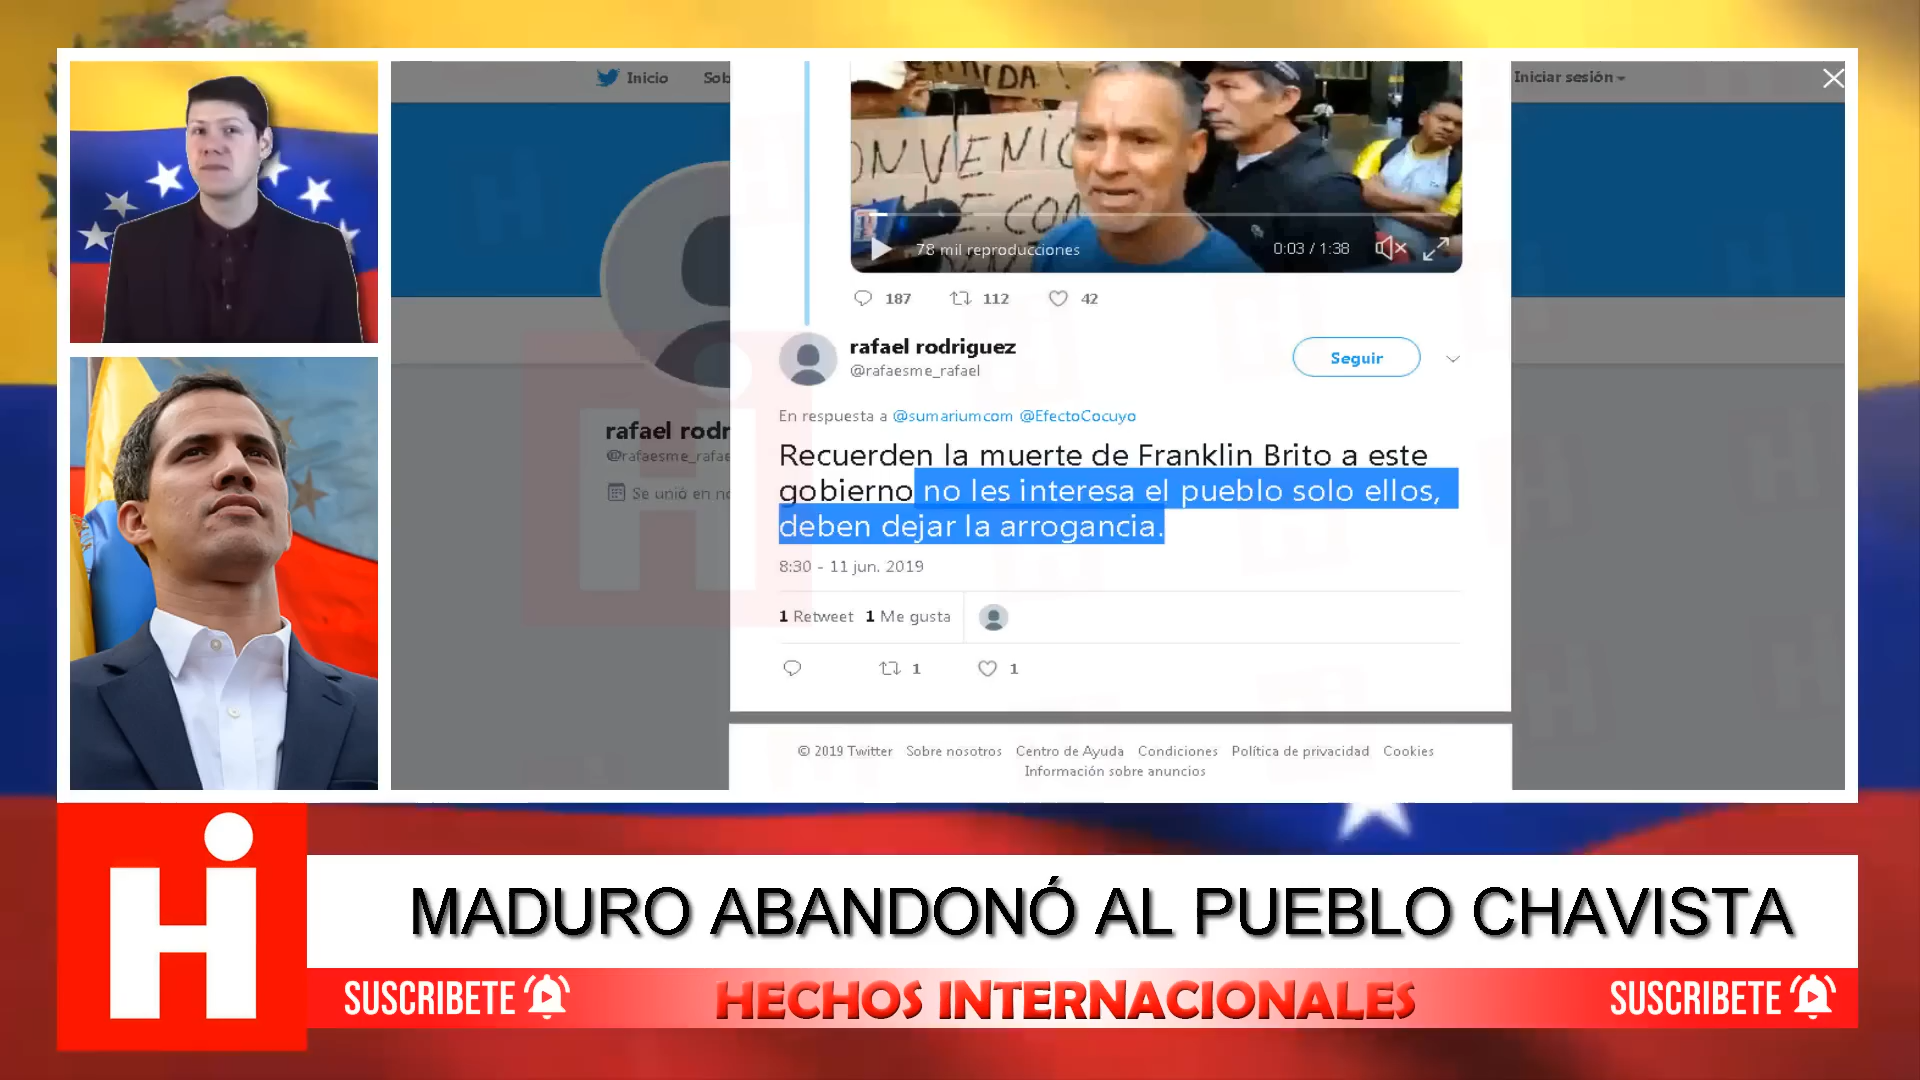 Inicio
Sob
Iniciar sesión
ONVENIO
E CON
78 mil reproducciones
0:03 / 1:38
187 112 42
rafael rodriguez
@rafaesme_rafael
Seguir
rafael rodr
@rafaesme_rafae
Se unió en no
En respuesta a @sumariumcom @EfectoCocuyo
Recuerden la muerte de Franklin Brito a este
gobierno no les interesa el pueblo solo ellos,
deben dejar la arrogancia.
8:30 - 11 jun. 2019
1 Retweet 1 Me gusta
1 1
© 2019 Twitter Sobre nosotros Centro de Ayuda Condiciones Política de privacidad Cookies
Información sobre anuncios
Hi
MADURO ABANDONÓ AL PUEBLO CHAVISTA
SUSCRIBETE
HECHOS INTERNACIONALES
SUSCRIBETE